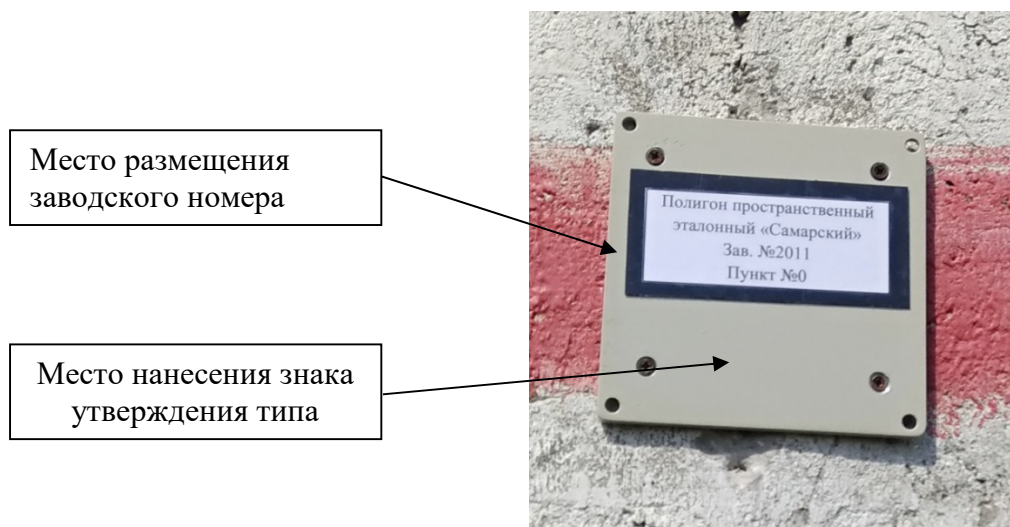 Место размещения
заводского номера
Полигон пространственный
эталонный «Самарский»
Зав. №2011
Пункт №0
Место нанесения знака
утверждения типа